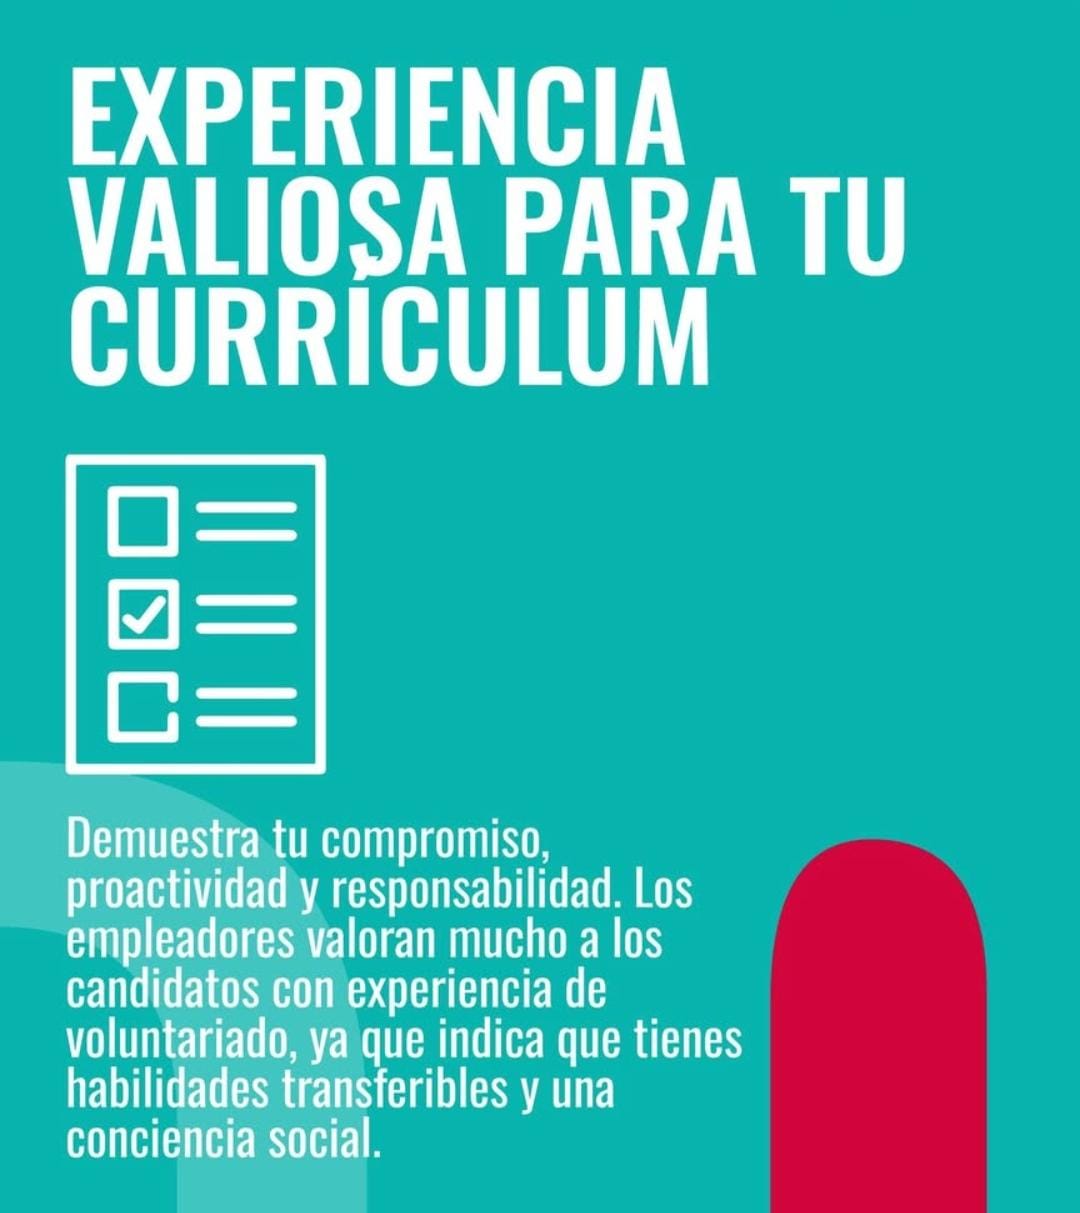 EXPERIENCIA
VALIOSA PARA TU
CURRÍCULUM
Demuestra tu compromiso,
proactividad y responsabilidad. Los
empleadores valoran mucho a los
candidatos con experiencia de
voluntariado, ya que indica que tienes
habilidades transferibles y una
conciencia social.